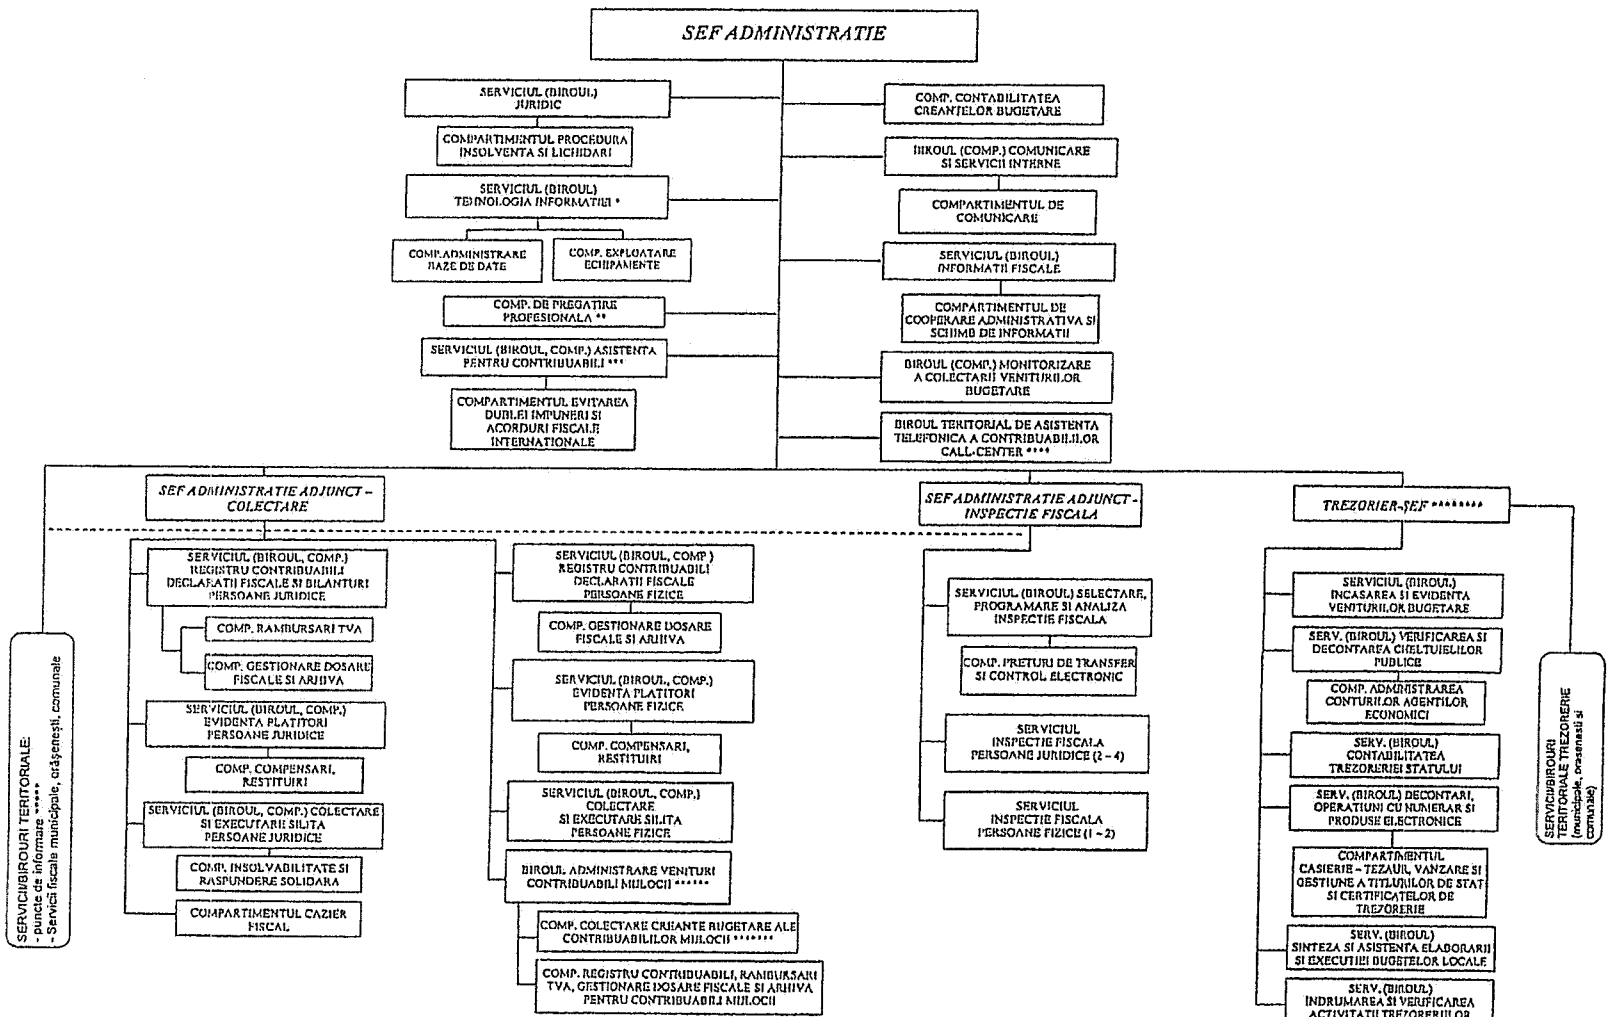 SEF ADMINISTRATIE
SERVICIUL (BIROUL)
JURIDIC
COMPARTIMENTUL PROCEDURA
INSOLVENTA SI LICHIDARI
SERVICIUL (BIROUL)
TEHNOLOGIA INFORMATIEI *
COMP.ADMINISTRARE
BAZE DE DATE
COMP. EXPLOATARE
ECHIPAMENTE
COMP. DE PREGATIRE
PROFESIONALA **
SERVICIUL (BIROUL, COMP.) ASISTENTA
PENTRU CONTRIBUABILI ***
COMPARTIMENTUL EVITAREA
DUBLEI IMPUNERI SI
ACORDURI FISCALE
INTERNATIONALE
COMP. CONTABILITATEA
CREANTELOR BUGETARE
BIROUL (COMP.) COMUNICARE
SI SERVICII INTERNE
COMPARTIMENTUL DE
COMUNICARE
SERVICIUL (BIROUL)
INFORMATII FISCALE
COMPARTIMENTUL DE
COOPERARE ADMINISTRATIVA SI
SCHIMB DE INFORMATII
BIROUL (COMP.) MONITORIZARE
A COLECTARII VENITURILOR
BUGETARE
BIROUL TERITORIAL DE ASISTENTA
TELEFONICA A CONTRIBUABILILOR
CALL-CENTER ****
SERVICII/BIROURI TERITORIALE:
- puncte de informare *****
- Servicii fiscale municipale, orăşeneşti, comunale
SEF ADMINISTRATIE ADJUNCT –
COLECTARE
SERVICIUL (BIROUL, COMP.)
REGISTRU CONTRIBUABILI
DECLARATII FISCALE SI BILANTURI
PERSOANE JURIDICE
COMP. RAMBURSARI TVA
COMP. GESTIONARE DOSARE
FISCALE SI ARHIVA
SERVICIUL (BIROUL, COMP.)
EVIDENTA PLATITORI
PERSOANE JURIDICE
COMP. COMPENSARI,
RESTITUIRI
SERVICIUL (BIROUL, COMP.) COLECTARE
SI EXECUTARII SILITA
PERSOANE JURIDICE
COMP. INSOLVABILITATE SI
RASPUNDERE SOLIDARA
COMPARTIMENTUL CAZIER
FISCAL
SERVICIUL (BIROUL, COMP.)
REGISTRU CONTRIBUABILI
DECLARATII FISCALE
PERSOANE FIZICE
COMP. GESTIONARE DOSARE
FISCALE SI ARHIVA
SERVICIUL (BIROUL, COMP.)
EVIDENTA PLATITORI
PERSOANE FIZICE
COMP. COMPENSARI,
RESTITUIRI
SERVICIUL (BIROUL, COMP.)
COLECTARE
SI EXECUTARII SILITA
PERSOANE FIZICE
BIROUL ADMINISTRARE VENITURI
CONTRIBUABILI MIJLOCII ******
COMP. COLECTARE CREANTE BUGETARE ALE
CONTRIBUABILILOR MIJLOCII *******
COMP. REGISTRU CONTRIBUABILI, RAMBURSARI
TVA, GESTIONARE DOSARE FISCALE SI ARHIVA
PENTRU CONTRIBUABILI MIJLOCII
SEF ADMINISTRATIE ADJUNCT -
INSPECTIE FISCALA
SERVICIUL (BIROUL) SELECTARE,
PROGRAMARE SI ANALIZA
INSPECTIE FISCALA
COMP. PRETURI DE TRANSFER
SI CONTROL ELECTRONIC
SERVICIUL
INSPECTIE FISCALA
PERSOANE JURIDICE (2 – 4)
SERVICIUL
INSPECTIE FISCALA
PERSOANE FIZICE (1 – 2)
TREZORIER-ŞEF ********
SERVICIUL (BIROUL)
INCASAREA SI EVIDENTA
VENITURILOR BUGETARE
SERV. (BIROUL) VERIFICAREA SI
DECONTAREA CHELTUIELILOR
PUBLICE
COMP. ADMINISTRAREA
CONTURILOR AGENTILOR
ECONOMICI
SERV. (BIROUL)
CONTABILITATEA
TREZORERIEI STATULUI
SERV. (BIROUL) DECONTARI,
OPERATIUNI CU NUMERAR SI
PRODUSE ELECTRONICE
COMPARTIMENTUL
CASIERIE – TEZAUR, VANZARE SI
GESTIUNE A TITLURILOR DE STAT
SI CERTIFICATELOR DE
TREZORERIE
SERV. (BIROUL)
SINTEZA SI ASISTENTA ELABORARII
SI EXECUTIEI BUGETELOR LOCALE
SERV. (BIROUL)
INDRUMAREA SI VERIFICAREA
ACTIVITATII TREZORERIILOR
SERVICII/BIROURI
TERITORIALE TREZORERIE
(municipale, orasenesti si
comunale)